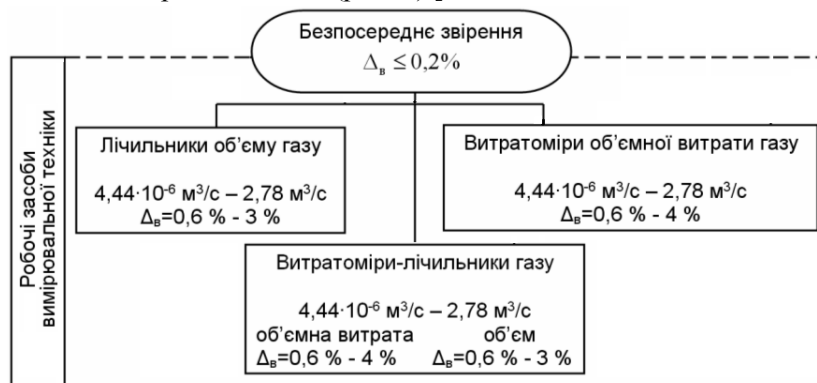 Безпосереднє звірення
Δв ≤ 0,2%
Робочі засоби
вимірювальної техніки
Лічильники об’єму газу
4,44·10⁻⁶ м³/с – 2,78 м³/с
Δв=0,6 % - 3 %
Витратоміри об’ємної витрати газу
4,44·10⁻⁶ м³/с – 2,78 м³/с
Δв=0,6 % - 4 %
Витратоміри-лічильники газу
4,44·10⁻⁶ м³/с – 2,78 м³/с
об’ємна витрата об’єм
Δв=0,6 % - 4 % Δв=0,6 % - 3 %